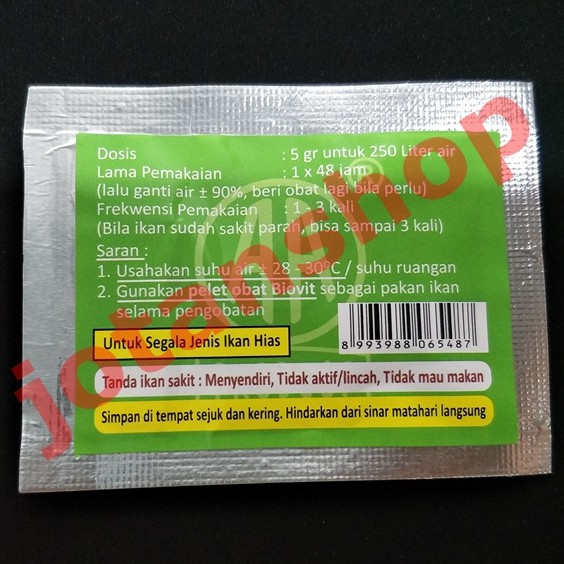 Dosis : 5 gr untuk 250 Liter air
Lama Pemakaian : 1 x 48 jam
(lalu ganti air ± 90%, beri obat lagi bila perlu)
Frekwensi Pemakaian : 1 - 3 kali
(Bila ikan sudah sakit parah, bisa sampai 3 kali)
Saran :
1. Usahakan suhu air ± 28 - 30ºC / suhu ruangan
2. Gunakan pelet obat Biovit sebagai pakan ikan
selama pengobatan
Untuk Segala Jenis Ikan Hias
8 993988 065487
Tanda ikan sakit : Menyendiri, Tidak aktif/lincah, Tidak mau makan
Simpan di tempat sejuk dan kering. Hindarkan dari sinar matahari langsung
jotanshop